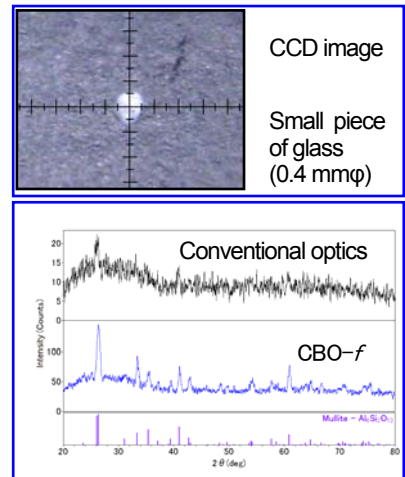 CCD image
Small piece
of glass
(0.4 mmφ)
Conventional optics
20
15
10
5
0
CBO-f
100
50
0
Intensity (Counts)
Mullite - Al
20 30 40 50 60 70 80
2θ (deg)